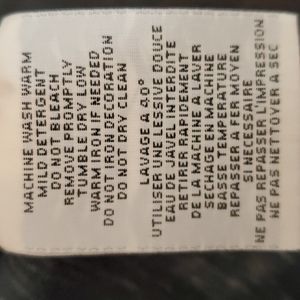 MACHINE WASH WARM
MILD DETERGENT
DO NOT BLEACH
REMOVE PROMPTLY
TUMBLE DRY LOW
WARM IRON IF NEEDED
DO NOT IRON DECORATION
DO NOT DRY CLEAN
LAVAGE A 40°
UTILISER UNE LESSIVE DOUCE
EAU DE JAVEL INTERDITE
RETIRER RAPIDEMENT
DE LA MACHINE A LAVER
SECHAGE EN MACHINE
BASSE TEMPERATURE
REPASSER A FER MOYEN
SI NECESSAIRE
NE PAS REPASSER L'IMPRESSION
NE PAS NETTOYER A SEC